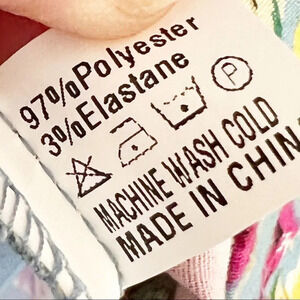 97%Polyester
3%Elastane
P
MACHINE WASH COLD
MADE IN CHIN